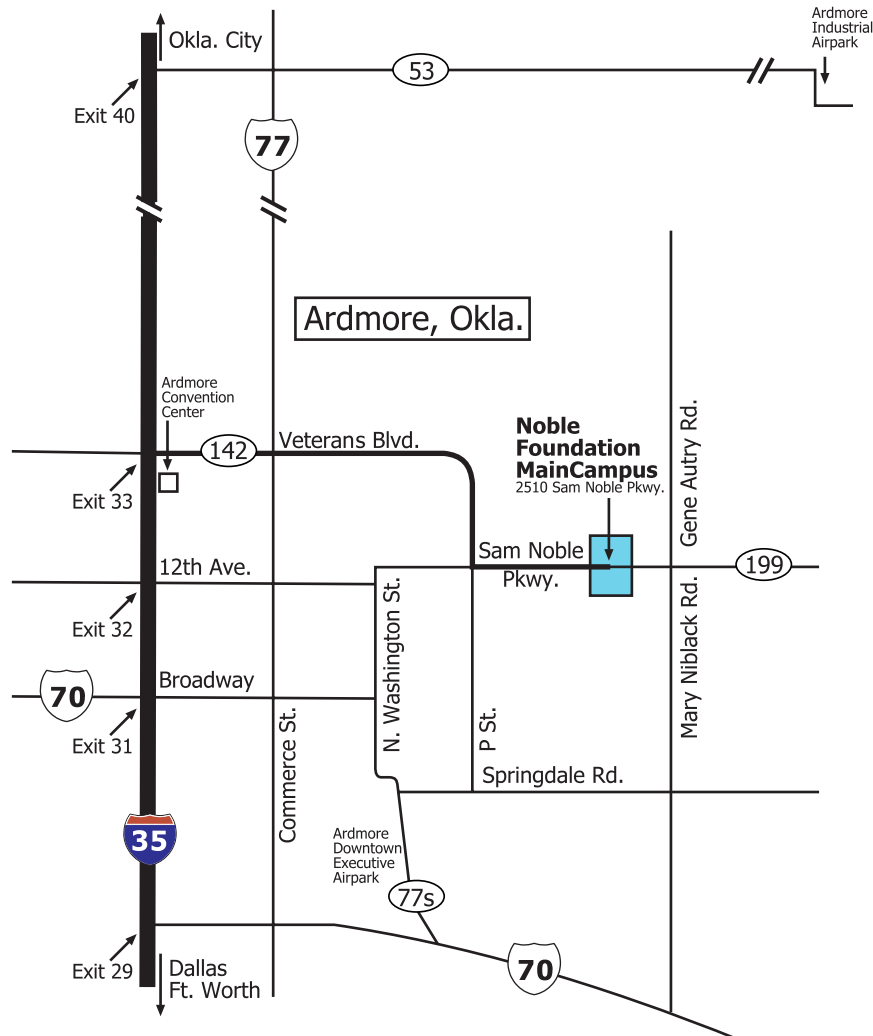 Ardmore
Industrial
Airpark
Okla. City
53
Exit 40
77
Ardmore, Okla.
Ardmore
Convention
Center
142
Veterans Blvd.
Noble
Foundation
MainCampus
2510 Sam Noble Pkwy.
Gene Autry Rd.
Exit 33
Sam Noble
Pkwy.
199
12th Ave.
Exit 32
N. Washington St.
Mary Niblack Rd.
70
Broadway
Exit 31
Commerce St.
P St.
Springdale Rd.
35
Ardmore
Downtown
Executive
Airpark
77s
Exit 29
Dallas
Ft. Worth
70